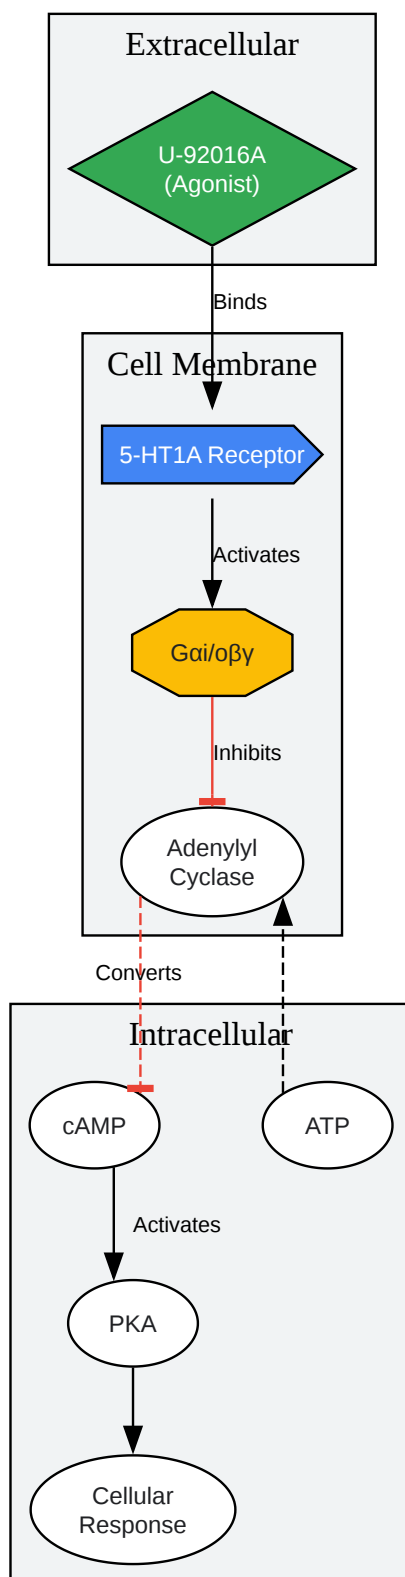 Extracellular
U-92016A
(Agonist)
Binds
Cell Membrane
5-HT1A Receptor
Activates
Gαi/oβγ
Inhibits
Adenylyl
Cyclase
Converts
Intracellular
cAMP
ATP
Activates
PKA
Cellular
Response